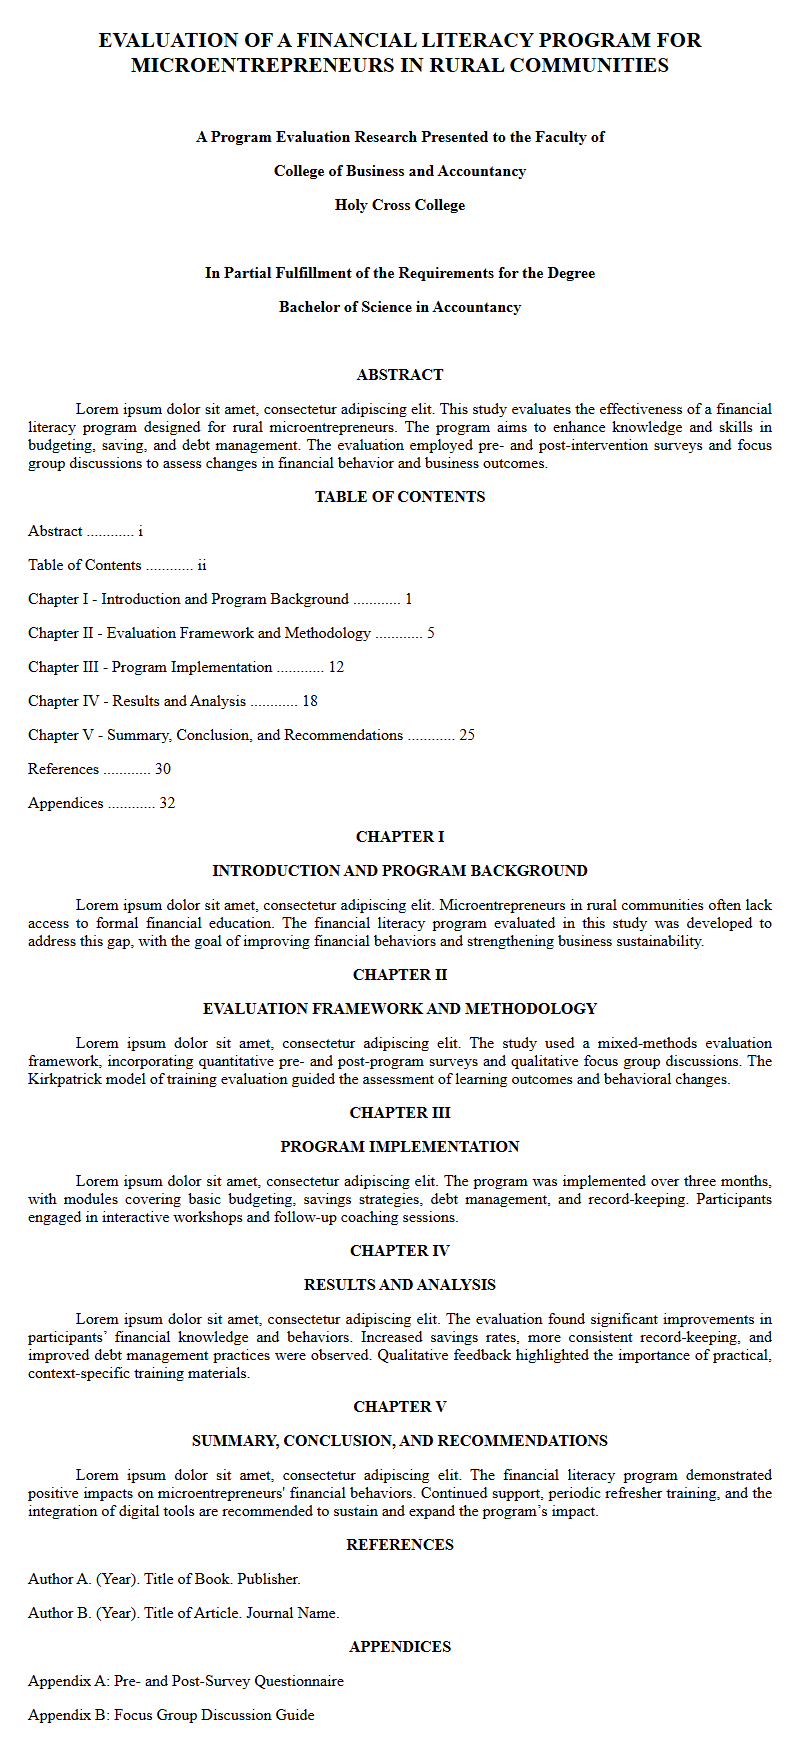 EVALUATION OF A FINANCIAL LITERACY PROGRAM FOR
MICROENTREPRENEURS IN RURAL COMMUNITIES
A Program Evaluation Research Presented to the Faculty of
College of Business and Accountancy
Holy Cross College
In Partial Fulfillment of the Requirements for the Degree
Bachelor of Science in Accountancy
ABSTRACT
Lorem ipsum dolor sit amet, consectetur adipiscing elit. This study evaluates the effectiveness of a financial
literacy program designed for rural microentrepreneurs. The program aims to enhance knowledge and skills in
budgeting, saving, and debt management. The evaluation employed pre- and post-intervention surveys and focus
group discussions to assess changes in financial behavior and business outcomes.
TABLE OF CONTENTS
Abstract ............ i
Table of Contents ............ ii
Chapter I - Introduction and Program Background ............ 1
Chapter II - Evaluation Framework and Methodology ............ 5
Chapter III - Program Implementation ............ 12
Chapter IV - Results and Analysis ............ 18
Chapter V - Summary, Conclusion, and Recommendations ............ 25
References ............ 30
Appendices ............ 32
CHAPTER I
INTRODUCTION AND PROGRAM BACKGROUND
Lorem ipsum dolor sit amet, consectetur adipiscing elit. Microentrepreneurs in rural communities often lack
access to formal financial education. The financial literacy program evaluated in this study was developed to
address this gap, with the goal of improving financial behaviors and strengthening business sustainability.
CHAPTER II
EVALUATION FRAMEWORK AND METHODOLOGY
Lorem ipsum dolor sit amet, consectetur adipiscing elit. The study used a mixed-methods evaluation
framework, incorporating quantitative pre- and post-program surveys and qualitative focus group discussions. The
Kirkpatrick model of training evaluation guided the assessment of learning outcomes and behavioral changes.
CHAPTER III
PROGRAM IMPLEMENTATION
Lorem ipsum dolor sit amet, consectetur adipiscing elit. The program was implemented over three months,
with modules covering basic budgeting, savings strategies, debt management, and record-keeping. Participants
engaged in interactive workshops and follow-up coaching sessions.
CHAPTER IV
RESULTS AND ANALYSIS
Lorem ipsum dolor sit amet, consectetur adipiscing elit. The evaluation found significant improvements in
participants’ financial knowledge and behaviors. Increased savings rates, more consistent record-keeping, and
improved debt management practices were observed. Qualitative feedback highlighted the importance of practical,
context-specific training materials.
CHAPTER V
SUMMARY, CONCLUSION, AND RECOMMENDATIONS
Lorem ipsum dolor sit amet, consectetur adipiscing elit. The financial literacy program demonstrated
positive impacts on microentrepreneurs' financial behaviors. Continued support, periodic refresher training, and the
integration of digital tools are recommended to sustain and expand the program’s impact.
REFERENCES
Author A. (Year). Title of Book. Publisher.
Author B. (Year). Title of Article. Journal Name.
APPENDICES
Appendix A: Pre- and Post-Survey Questionnaire
Appendix B: Focus Group Discussion Guide